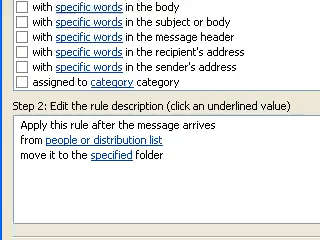 with specific words in the body
with specific words in the subject or body
with specific words in the message header
with specific words in the recipient's address
with specific words in the sender's address
assigned to category category
Step 2: Edit the rule description (click an underlined value)
Apply this rule after the message arrives
from people or distribution list
move it to the specified folder